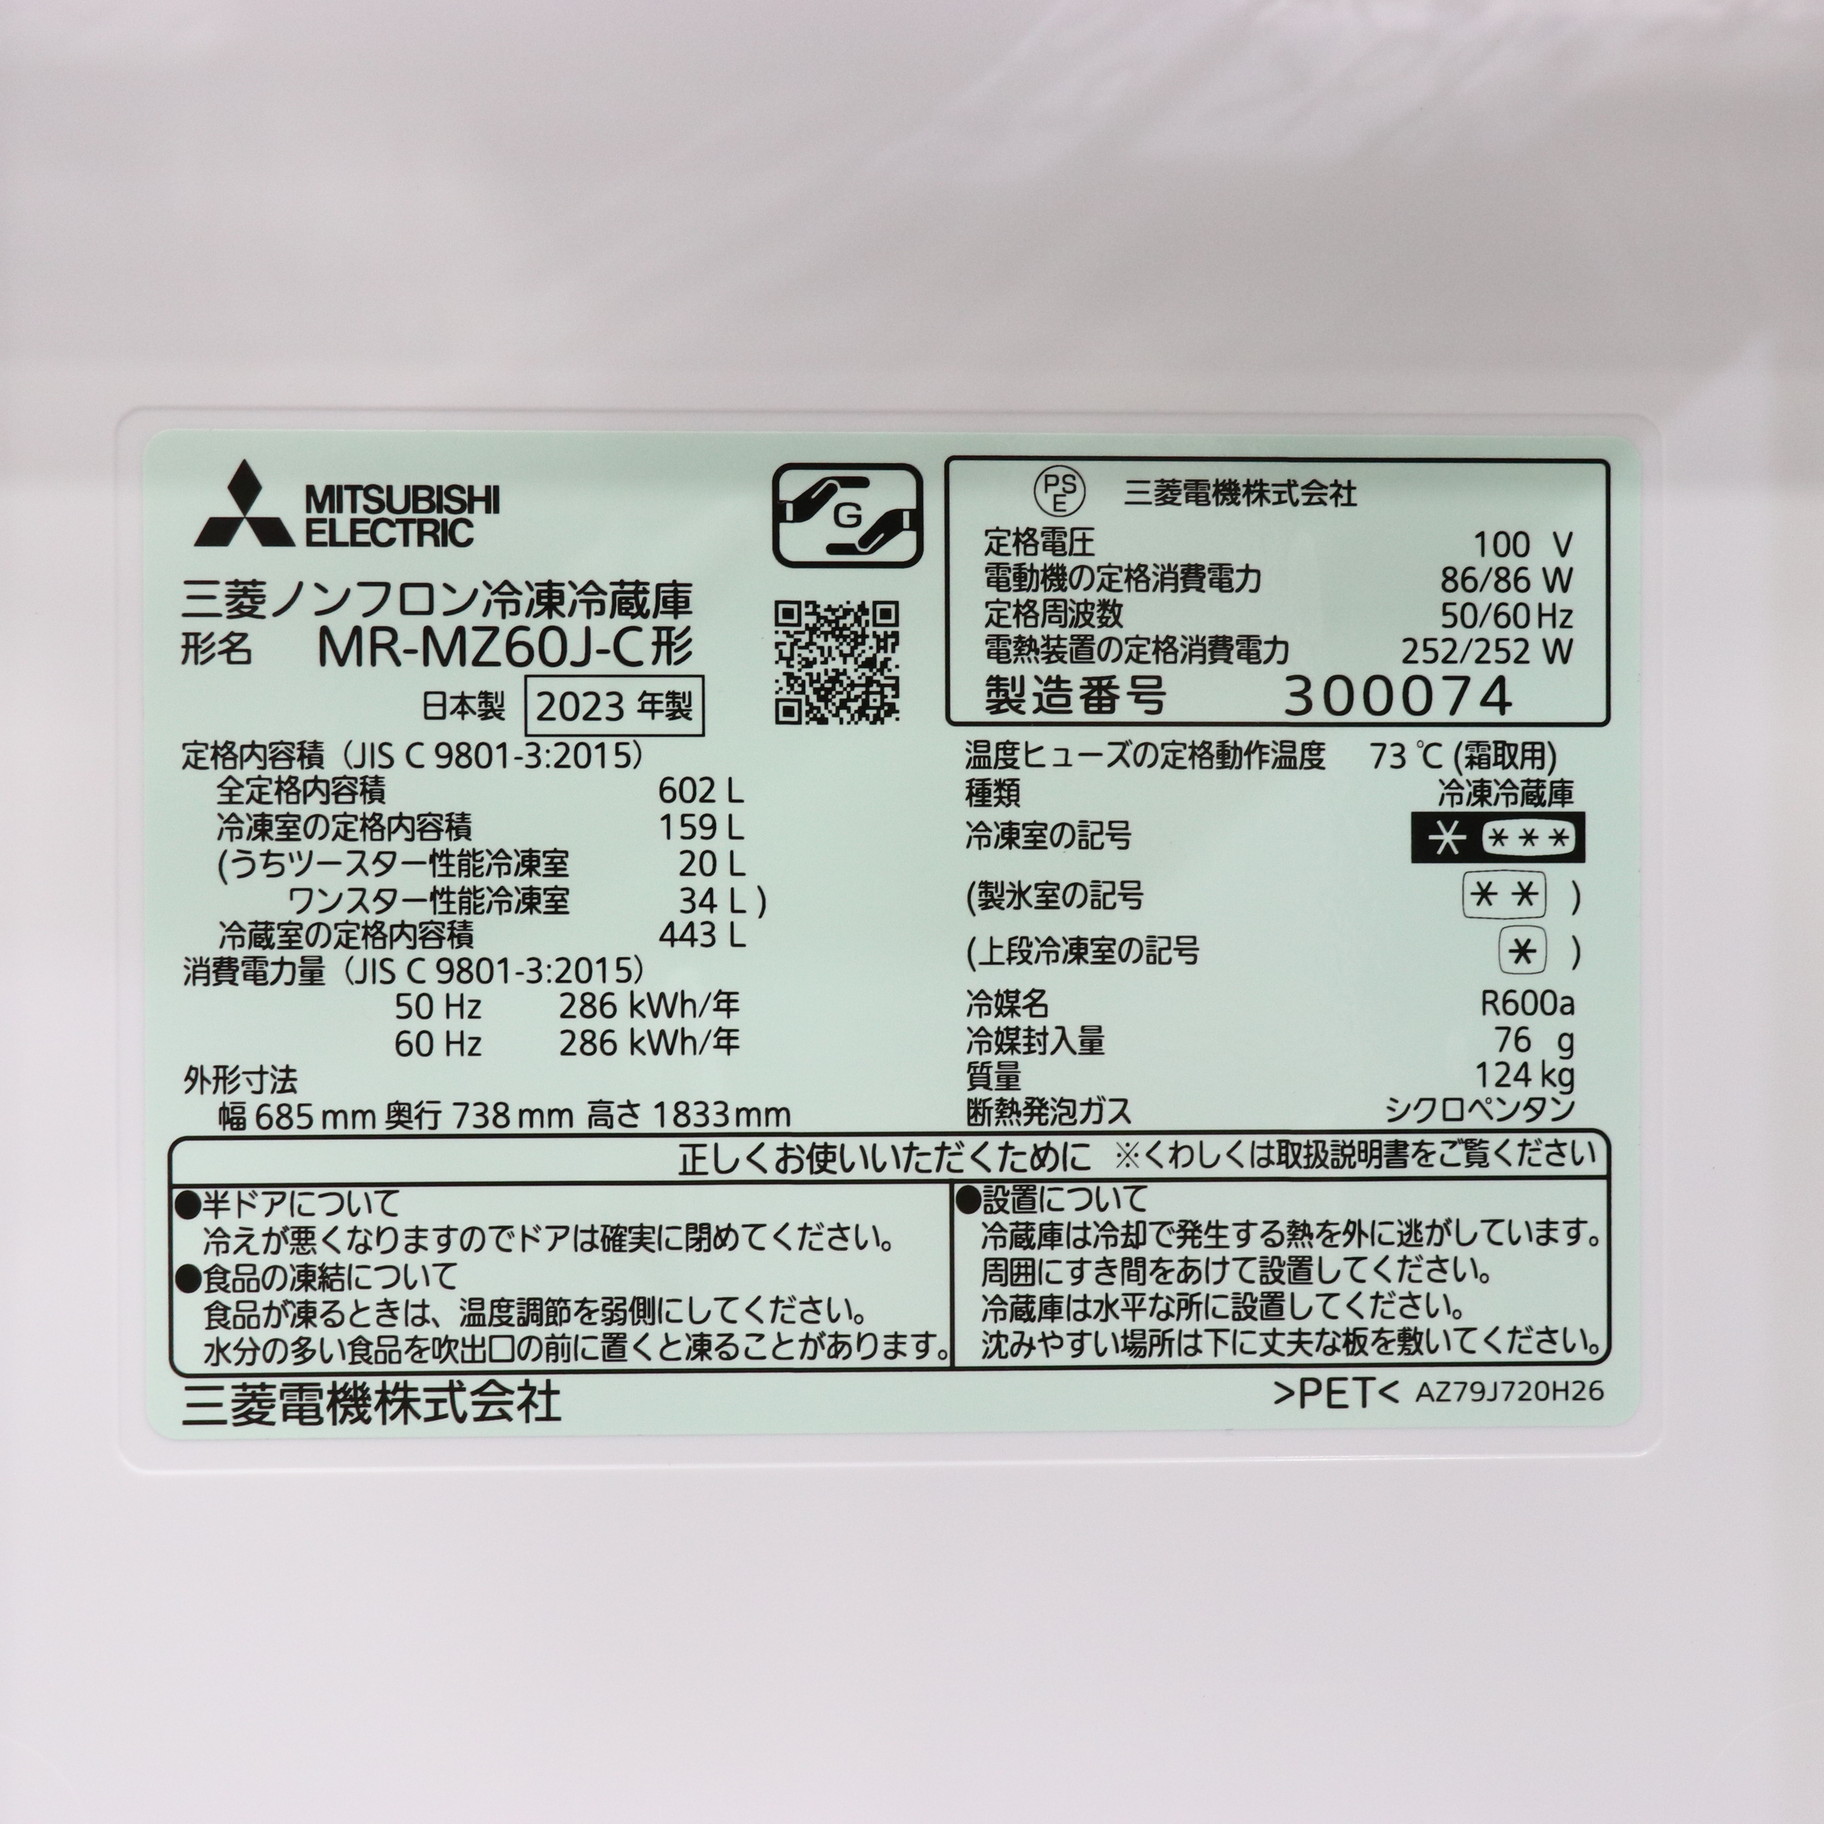 MITSUBISHI
ELECTRIC
G
三菱ノンフロン冷凍冷蔵庫
形名 MR-MZ60J-C形
日本製 2023 年製
定格内容積（JIS C 9801-3:2015）
全定格内容積 602 L
冷凍室の定格内容積 159 L
(うちツースター性能冷凍室 20 L
ワンスター性能冷凍室 34 L )
冷蔵室の定格内容積 443 L
消費電力量（JIS C 9801-3:2015）
50 Hz 286 kWh/年
60 Hz 286 kWh/年
外形寸法
幅 685 mm 奥行 738 mm 高さ 1833 mm
PS
E 三菱電機株式会社
定格電圧 100 V
電動機の定格消費電力 86/86 W
定格周波数 50/60 Hz
電熱装置の定格消費電力 252/252 W
製造番号 300074
温度ヒューズの定格動作温度 73 ℃ (霜取用)
種類 冷凍冷蔵庫
冷凍室の記号 * ***
(製氷室の記号 ** )
(上段冷凍室の記号 * )
冷媒名 R600a
冷媒封入量 76 g
質量 124 kg
断熱発泡ガス シクロペンタン
正しくお使いいただくために ※くわしくは取扱説明書をご覧ください
●半ドアについて
冷えが悪くなりますのでドアは確実に閉めてください。
●食品の凍結について
食品が凍るときは、温度調節を弱側にしてください。
水分の多い食品を吹出口の前に置くと凍ることがあります。
●設置について
冷蔵庫は冷却で発生する熱を外に逃がしています。
周囲にすき間をあけて設置してください。
冷蔵庫は水平な所に設置してください。
沈みやすい場所は下に丈夫な板を敷いてください。
三菱電機株式会社
>PET< AZ79J720H26